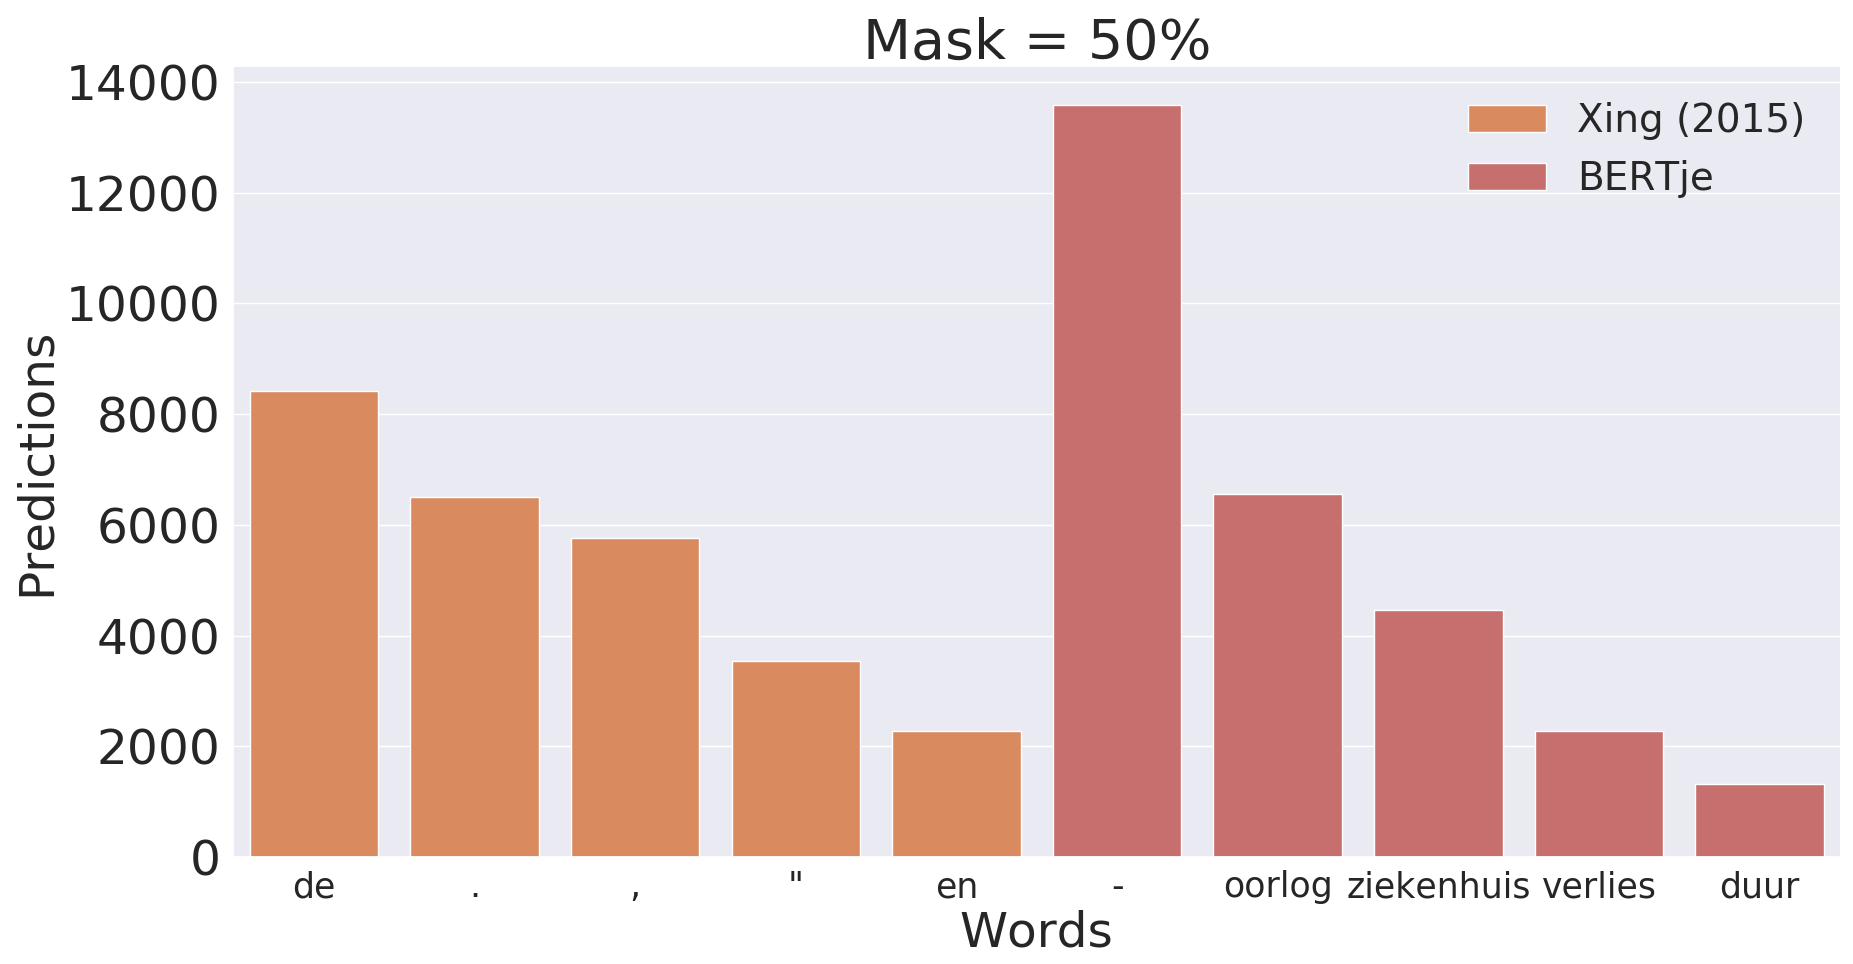 Mask = 50%
14000
12000
10000
8000
6000
4000
2000
0
Predictions
Xing (2015)
BERTje
de . , " en - oorlog ziekenhuis verlies duur
Words